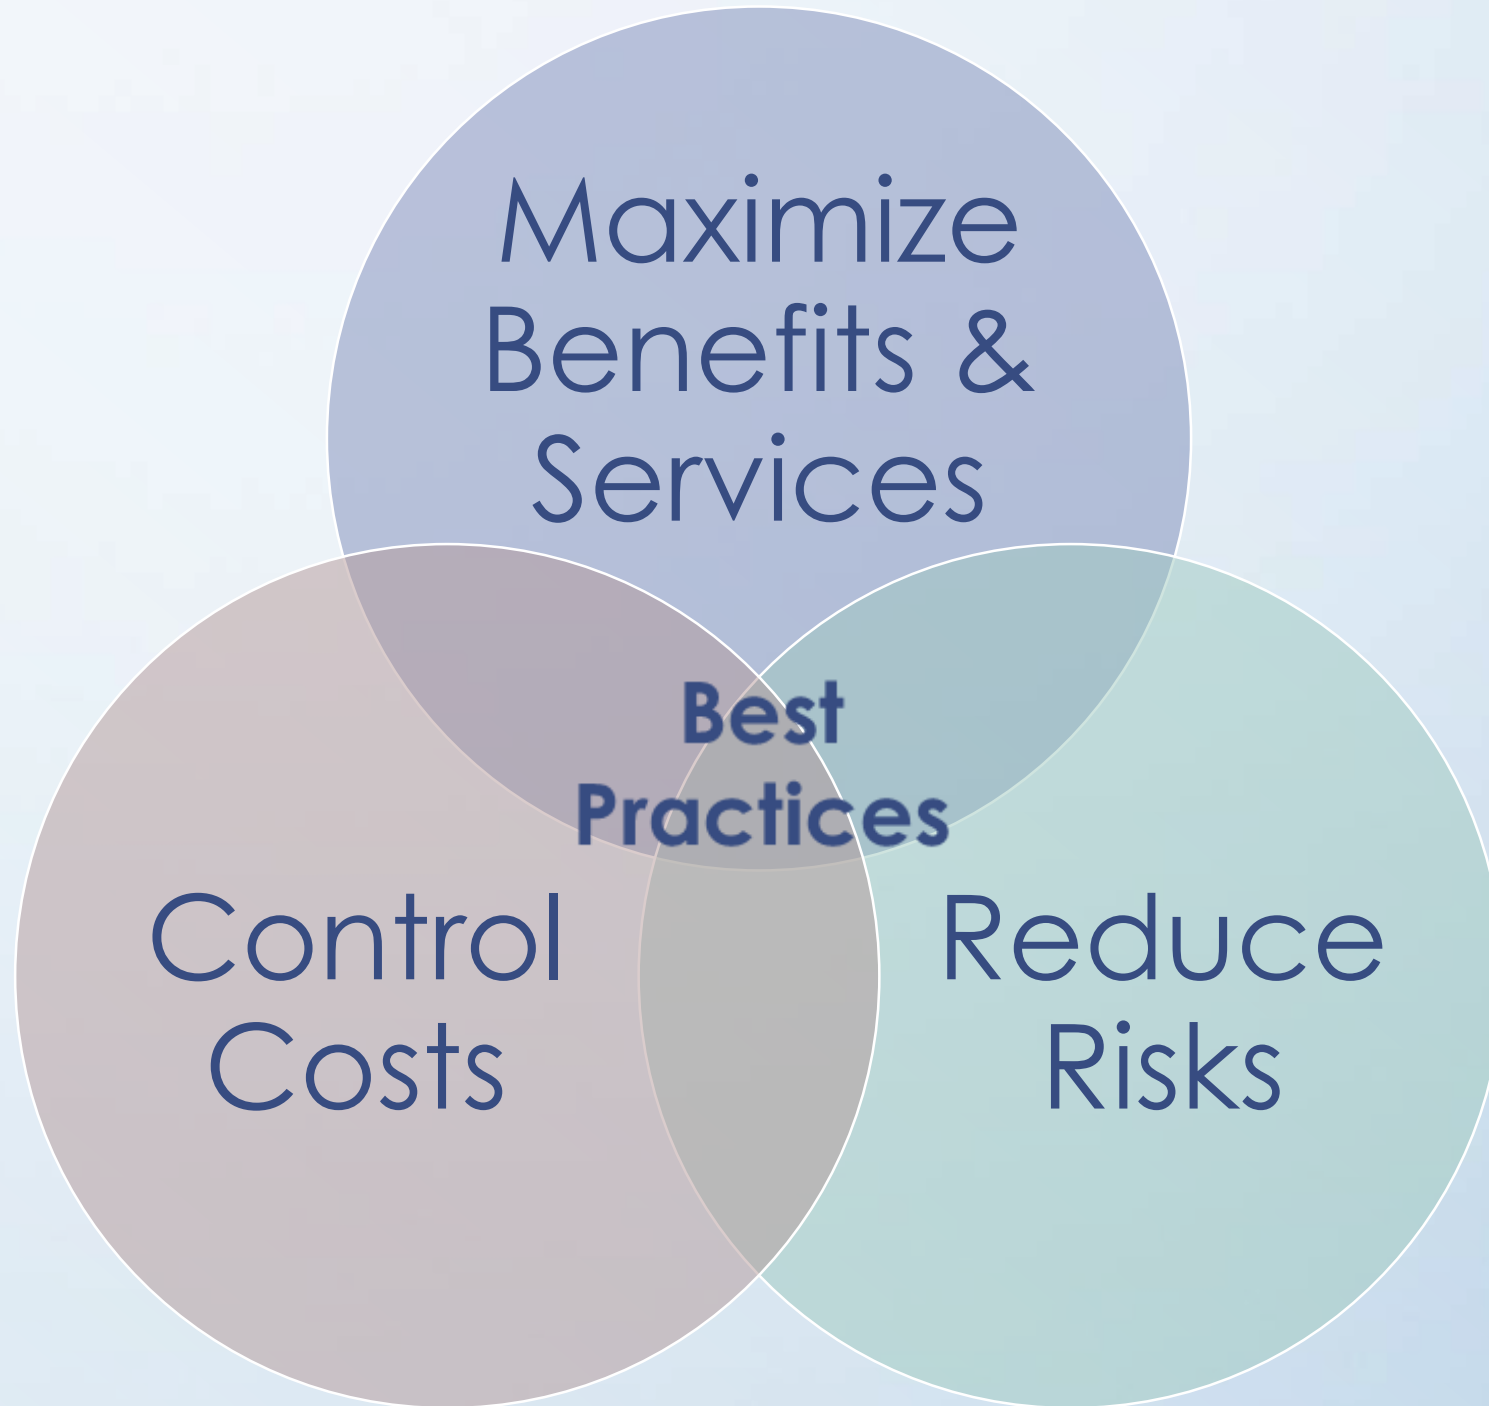 Maximize
Benefits &
Services
Best
Practices
Control
Costs
Reduce
Risks